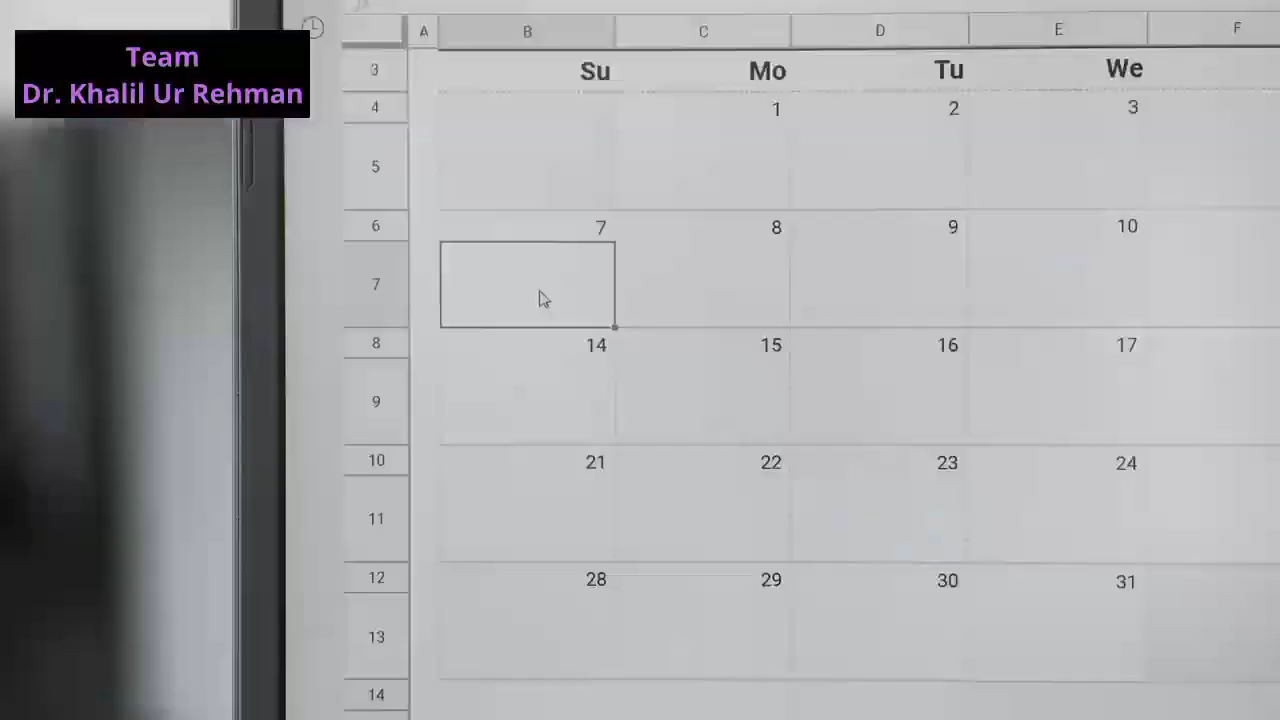 Team
Dr. Khalil Ur Rehman
A B C D E F
3 Su Mo Tu We
4 1 2 3
5
6 7 8 9 10
7
8 14 15 16 17
9
10 21 22 23 24
11
12 28 29 30 31
13
14